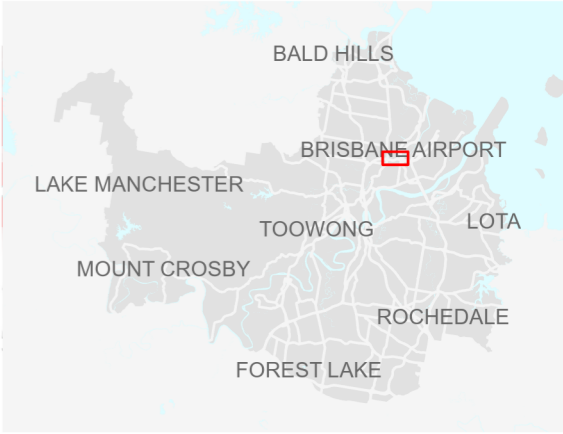 BALD HILLS
BRISBANE AIRPORT
LAKE MANCHESTER
LOTA
TOOWONG
MOUNT CROSBY
ROCHEDALE
FOREST LAKE